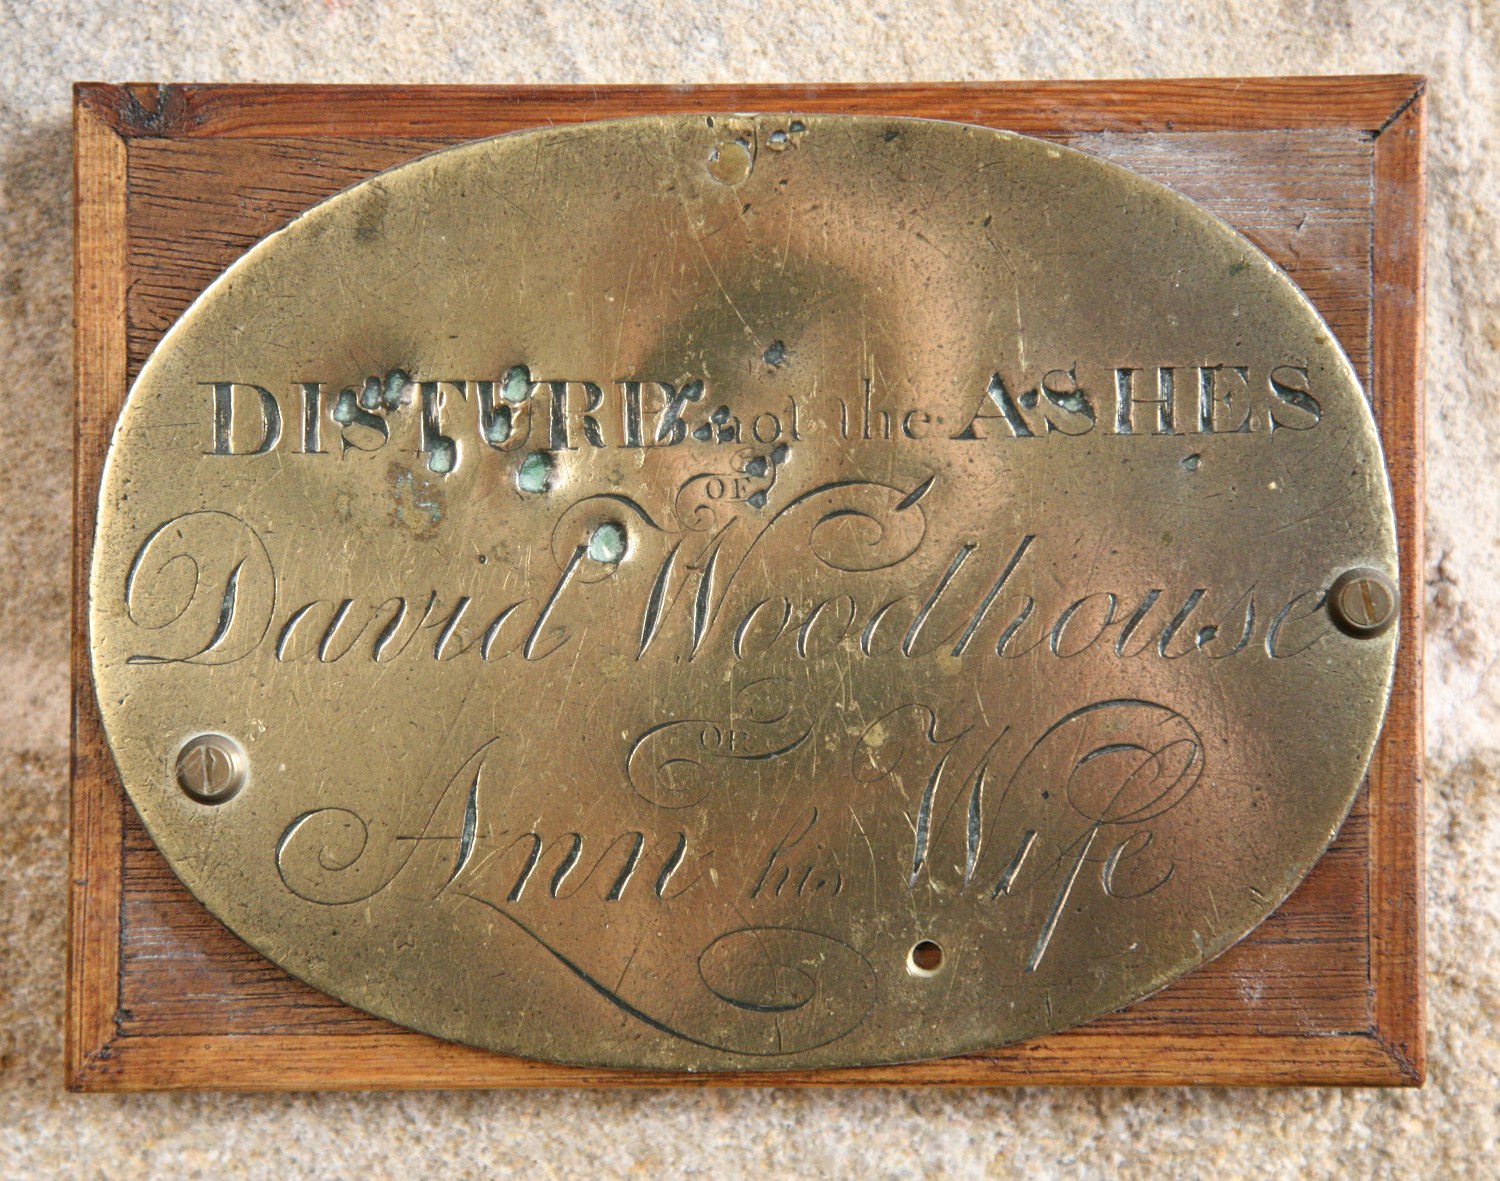 DISTURB not the ASHES
OF
David Woodhouse
OR
Ann his Wife